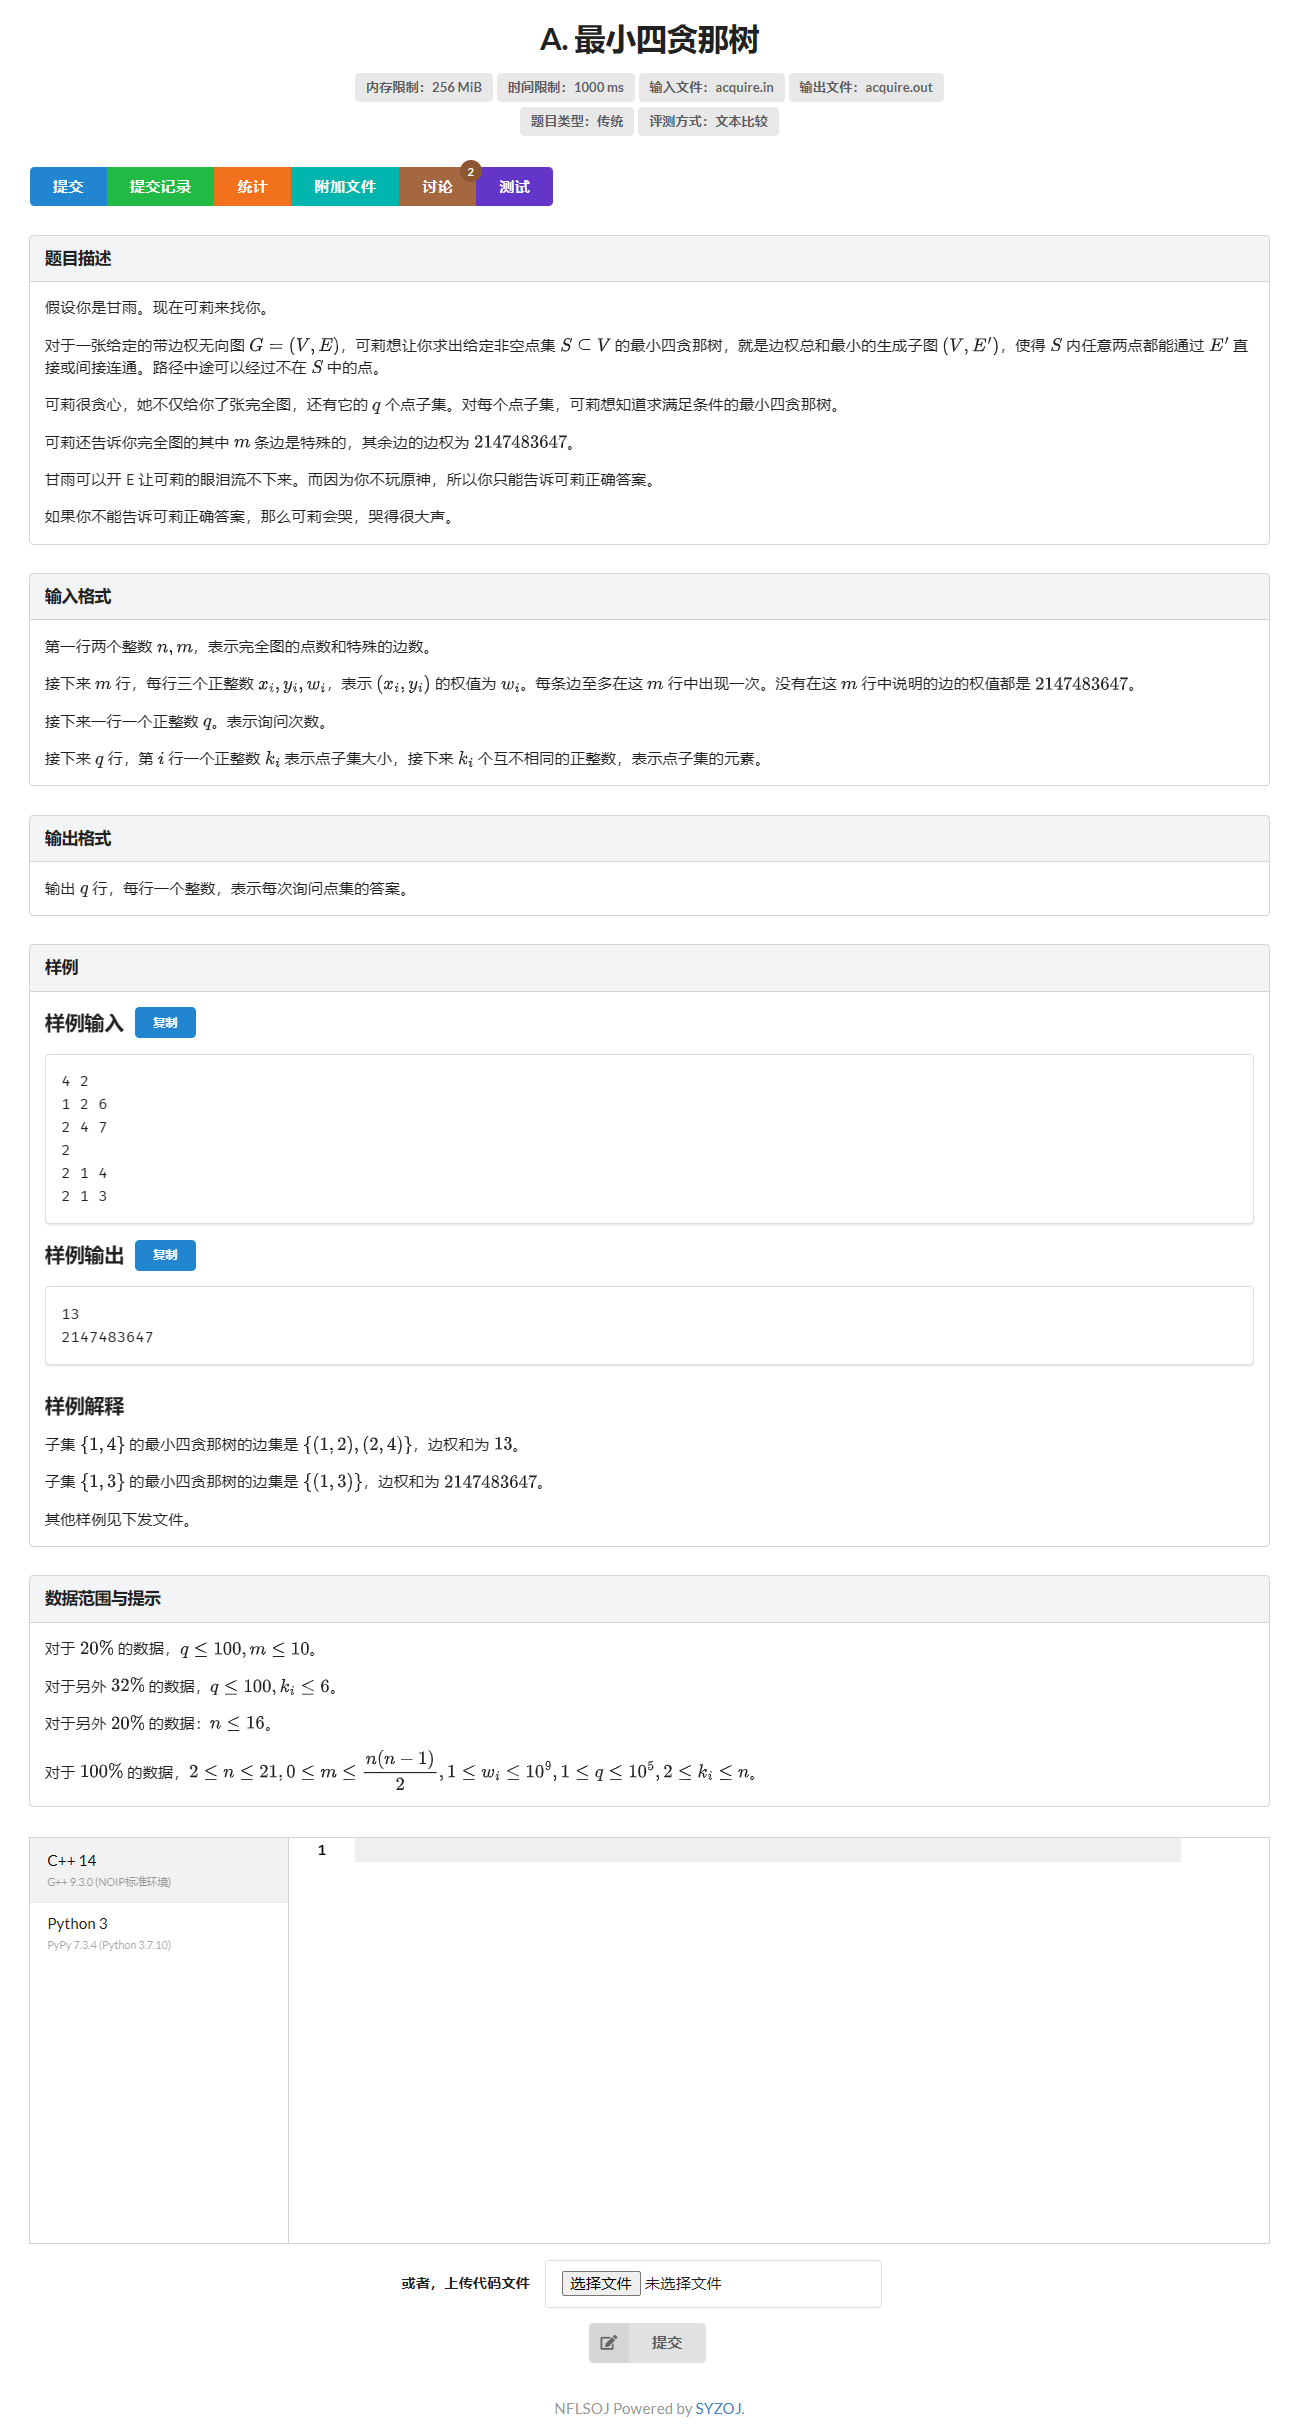 A. 最小四贪那树
内存限制：256 MiB
时间限制：1000 ms
输入文件：acquire.in
输出文件：acquire.out
题目类型：传统
评测方式：文本比较
提交
提交记录
统计
附加文件
讨论
2
测试
题目描述
假设你是甘雨。现在可莉来找你。
对于一张给定的带边权无向图 G = (V, E)，可莉想让你求出给定非空点集 S ⊂ V 的最小四贪那树，就是边权总和最小的生成子图 (V, E′)，使得 S 内任意两点都能通过 E′ 直
接或间接连通。路径中途可以经过不在 S 中的点。
可莉很贪心，她不仅给你了张完全图，还有它的 q 个点子集。对每个点子集，可莉想知道求满足条件的最小四贪那树。
可莉还告诉你完全图的其中 m 条边是特殊的，其余边的边权为 2147483647。
甘雨可以开 E 让可莉的眼泪流不下来。而因为你不玩原神，所以你只能告诉可莉正确答案。
如果你不能告诉可莉正确答案，那么可莉会哭，哭得很大声。
输入格式
第一行两个整数 n, m，表示完全图的点数和特殊的边数。
接下来 m 行，每行三个正整数 x_i, y_i, w_i，表示 (x_i, y_i) 的权值为 w_i。每条边至多在这 m 行中出现一次。没有在这 m 行中说明的边的权值都是 2147483647。
接下来一行一个正整数 q。表示询问次数。
接下来 q 行，第 i 行一个正整数 k_i 表示点子集大小，接下来 k_i 个互不相同的正整数，表示点子集的元素。
输出格式
输出 q 行，每行一个整数，表示每次询问点集的答案。
样例
样例输入
复制
4 2
1 2 6
2 4 7
2
2 1 4
2 1 3
样例输出
复制
13
2147483647
样例解释
子集 {1, 4} 的最小四贪那树的边集是 {(1, 2), (2, 4)}，边权和为 13。
子集 {1, 3} 的最小四贪那树的边集是 {(1, 3)}，边权和为 2147483647。
其他样例见下发文件。
数据范围与提示
对于 20% 的数据，q ≤ 100, m ≤ 10。
对于另外 32% 的数据，q ≤ 100, k_i ≤ 6。
对于另外 20% 的数据：n ≤ 16。
对于 100% 的数据，2 ≤ n ≤ 21, 0 ≤ m ≤ n(n − 1)/2, 1 ≤ w_i ≤ 10^9, 1 ≤ q ≤ 10^5, 2 ≤ k_i ≤ n。
C++ 14
G++ 9.3.0 (NOIP标准环境)
Python 3
PyPy 7.3.4 (Python 3.7.10)
1
或者，上传代码文件
选择文件 未选择文件
提交
NFLSOJ Powered by SYZOJ.